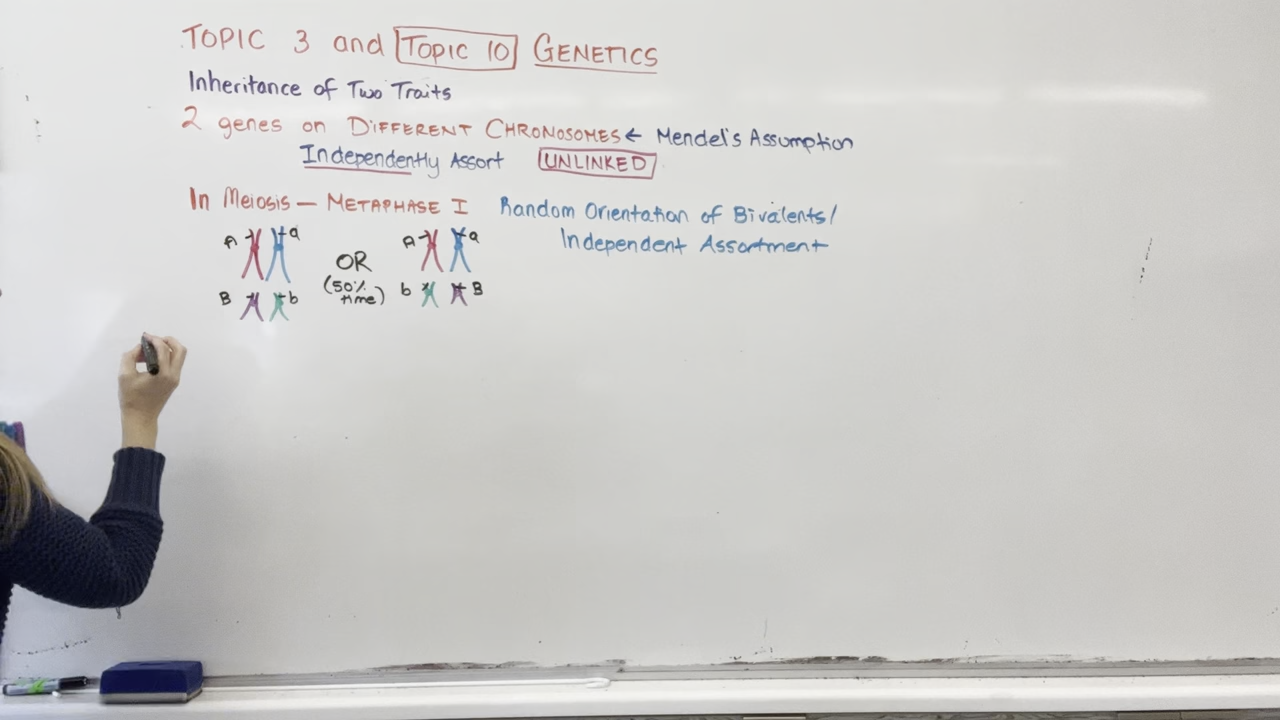 TOPIC 3 and TOPIC 10 GENETICS
Inheritance of Two Traits
2 genes on DIFFERENT CHRONOSOMES ← Mendel's Assumption
Independently Assort UNLINKED
In Meiosis — METAPHASE I Random Orientation of Bivalents/
Independent Assortment
A a OR A a
B b (50% time) b B